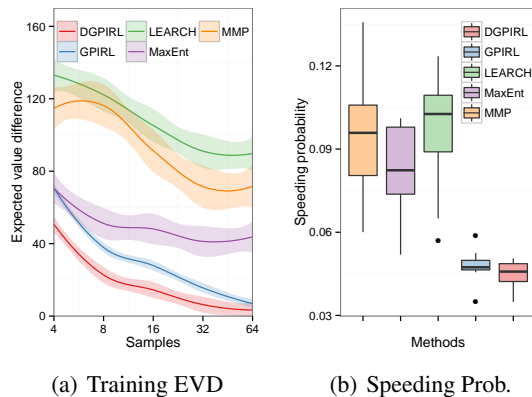 DGPIRL LEARCH MMP
GPIRL MaxEnt
Expected value difference
160
120
80
40
0
4 8 16 32 64
Samples
(a) Training EVD
DGPIRL
GPIRL
LEARCH
MaxEnt
MMP
Speeding probability
0.12
0.09
0.06
0.03
Methods
(b) Speeding Prob.